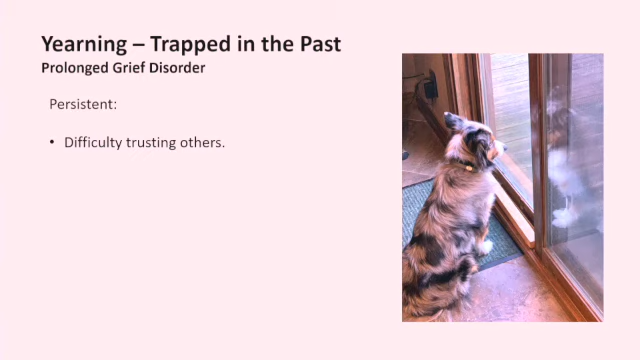 Yearning – Trapped in the Past
Prolonged Grief Disorder
Persistent:
• Difficulty trusting others.